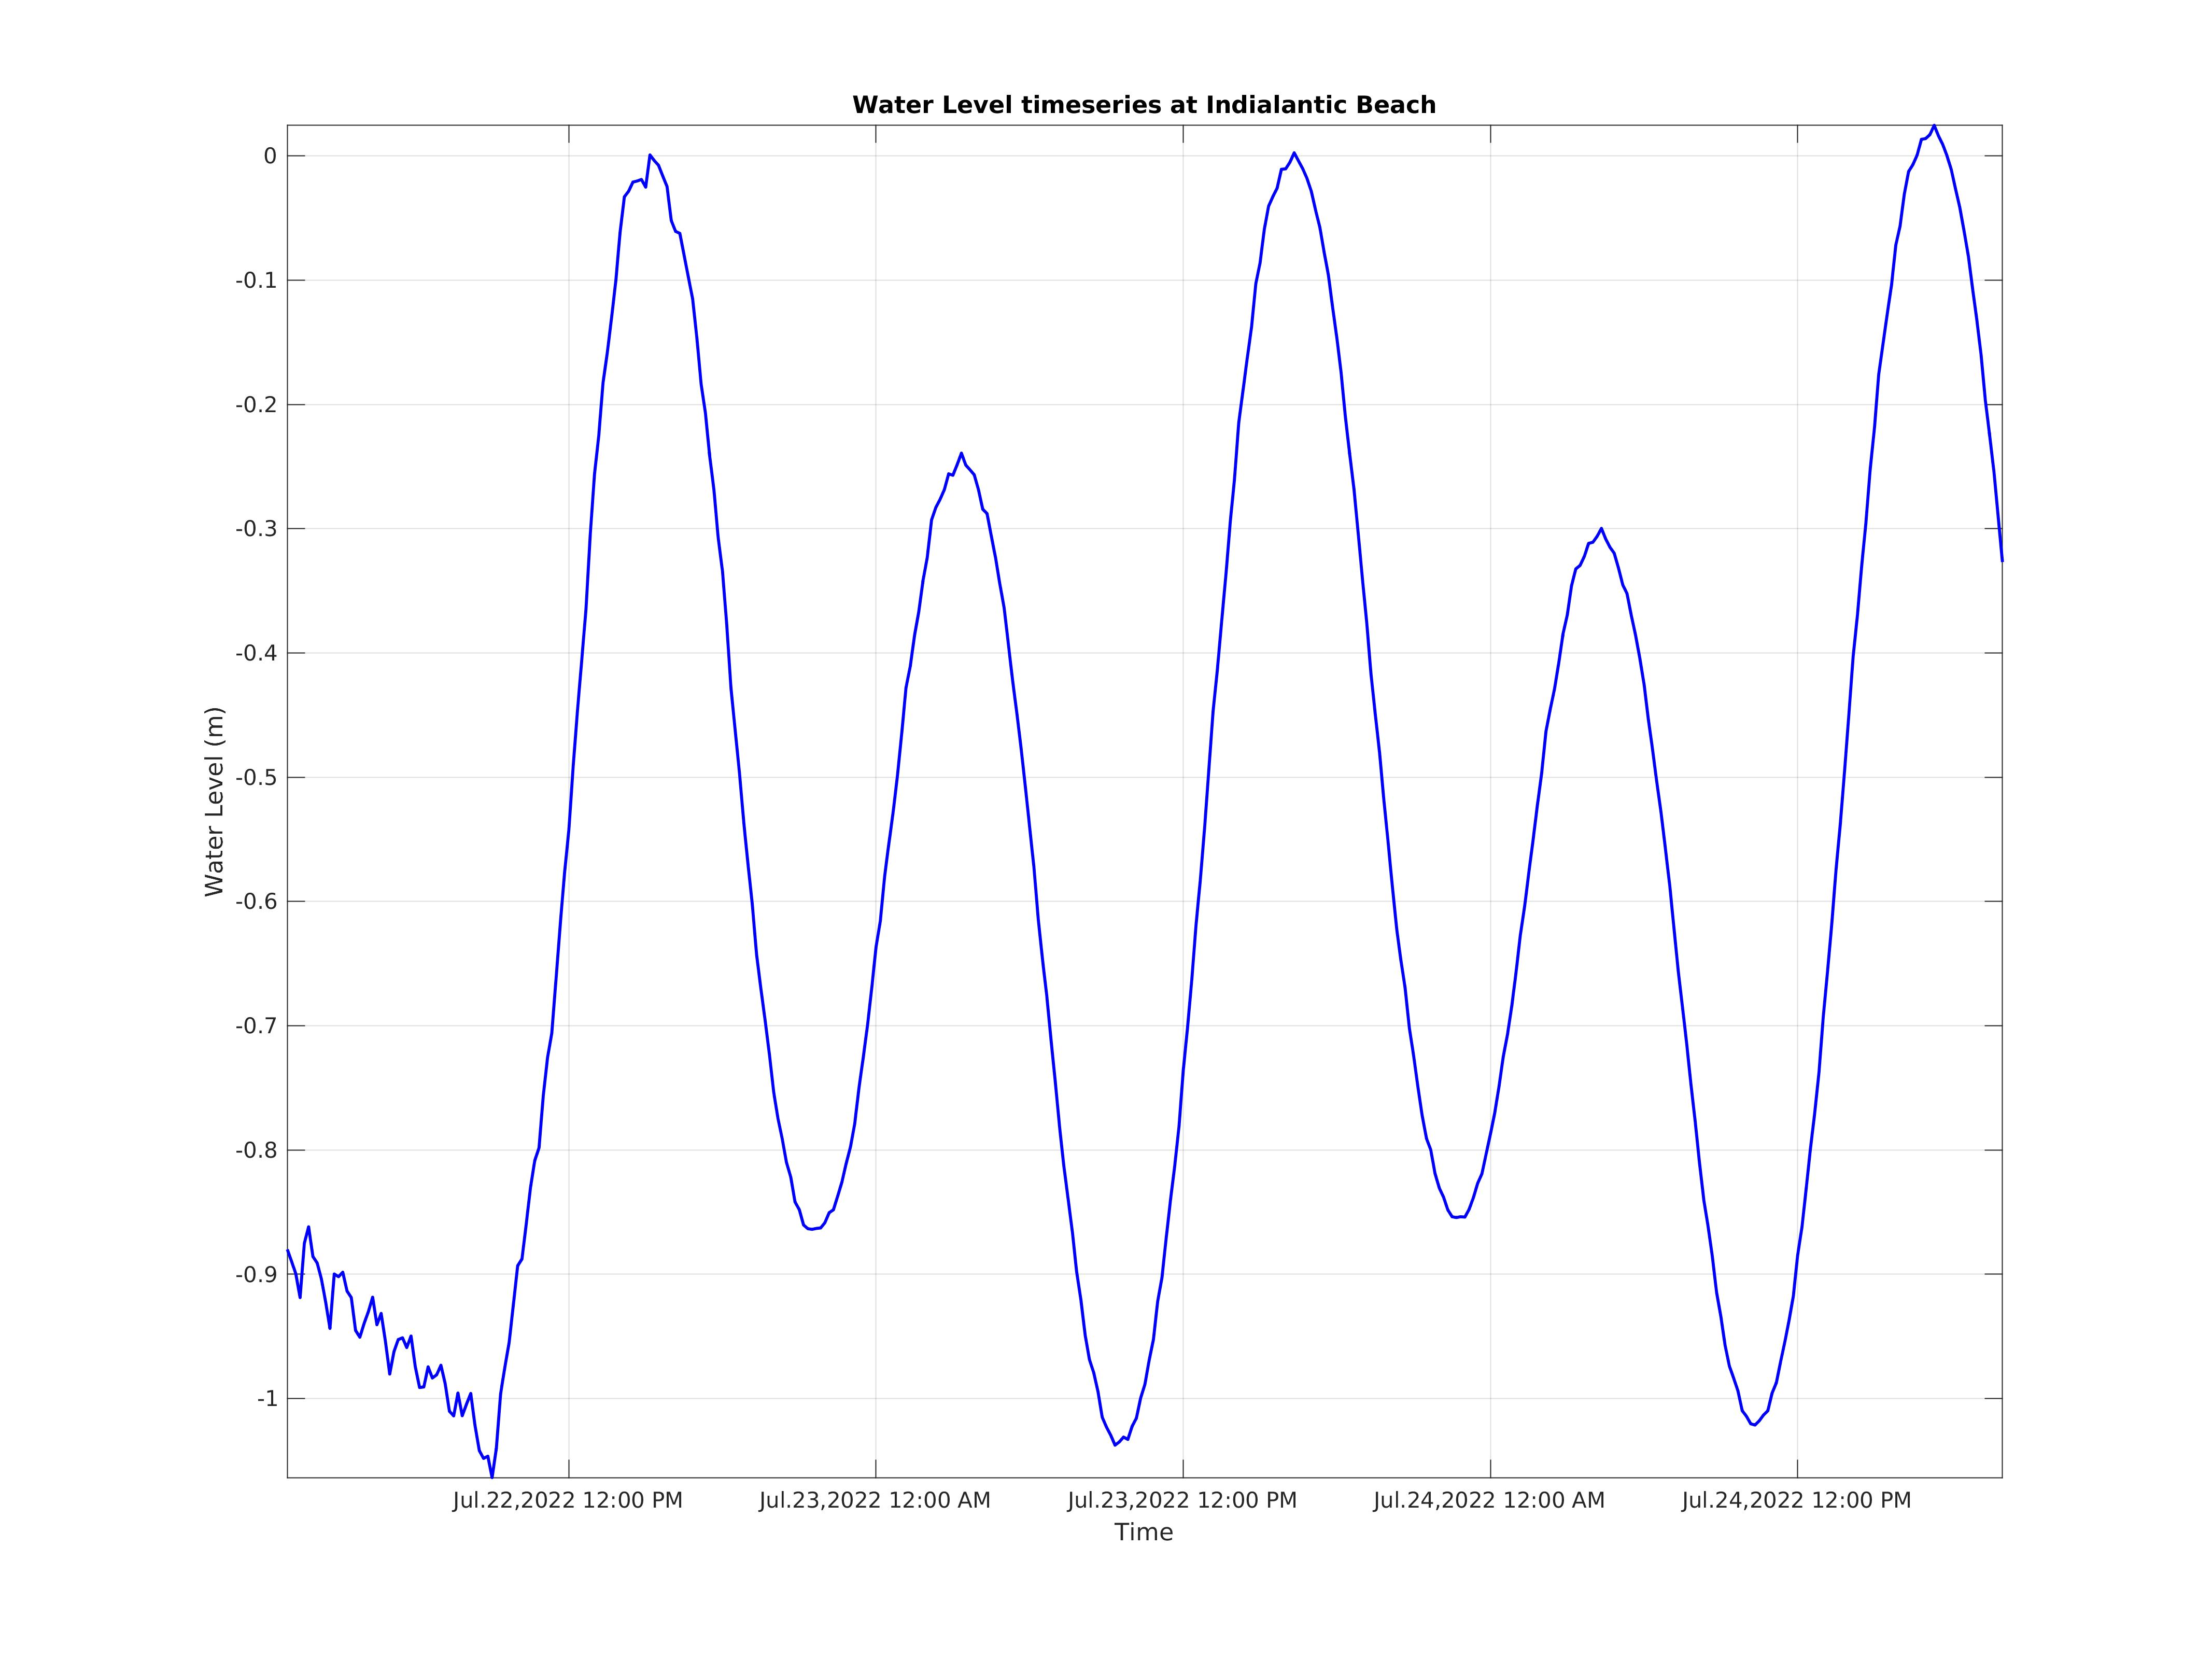 Water Level timeseries at Indialantic Beach
0
-0.1
-0.2
-0.3
-0.4
-0.5
-0.6
-0.7
-0.8
-0.9
-1
Water Level (m)
Jul.22,2022 12:00 PM
Jul.23,2022 12:00 AM
Jul.23,2022 12:00 PM
Jul.24,2022 12:00 AM
Jul.24,2022 12:00 PM
Time